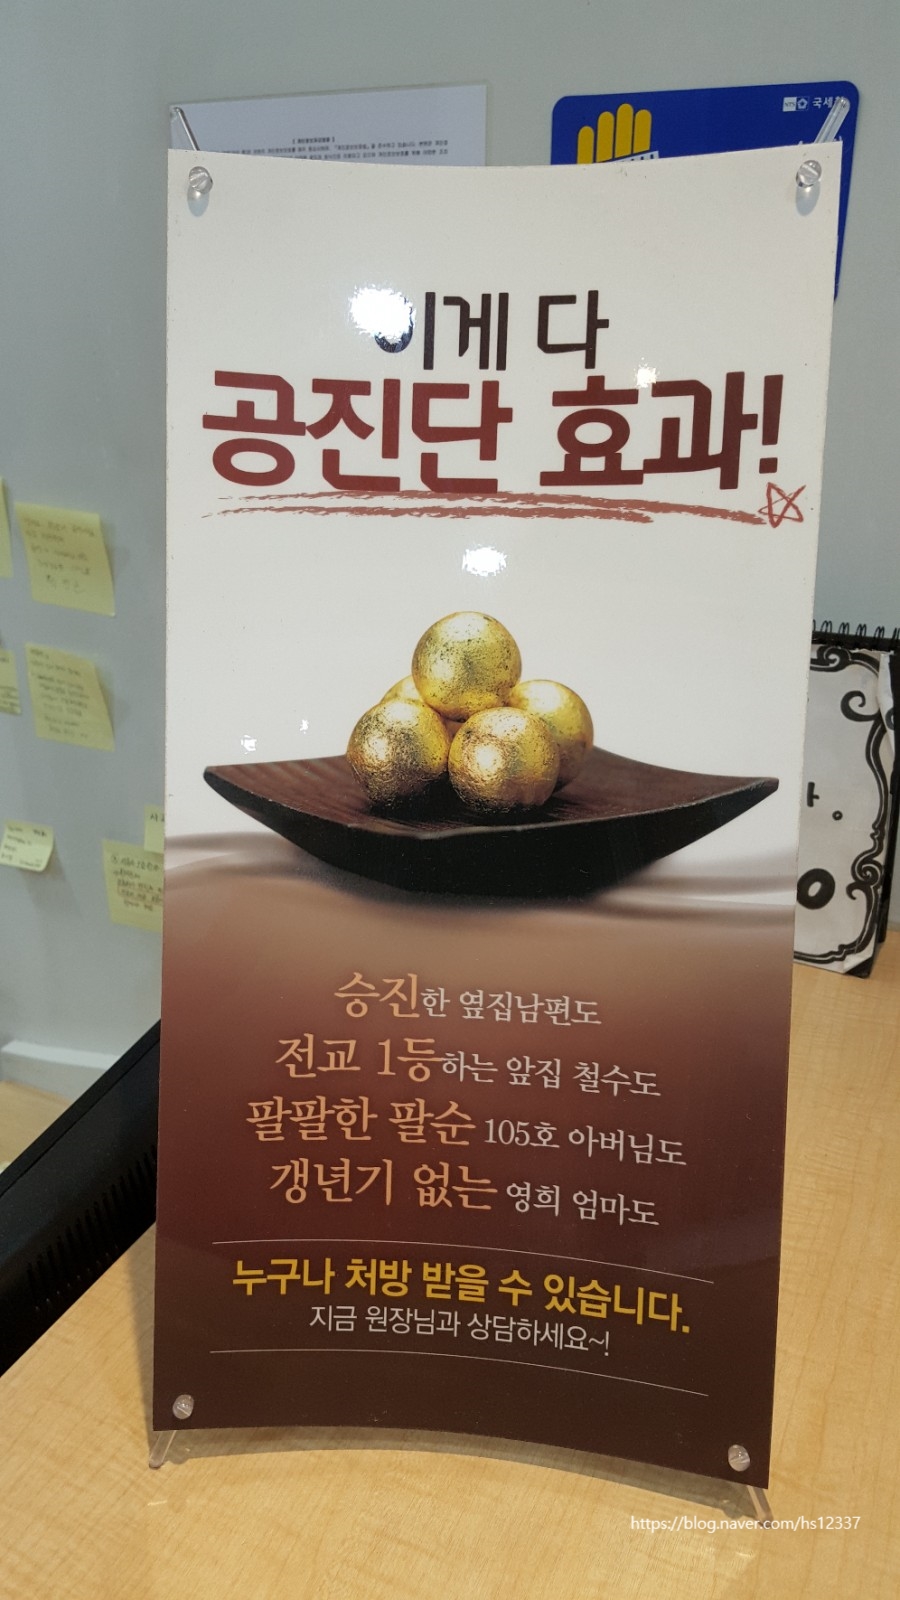 국세청
이게 다
공진단 효과!
승진한 옆집남편도
전교 1등하는 앞집 철수도
팔팔한 팔순 105호 아버님도
갱년기 없는 영희 엄마도
누구나 처방 받을 수 있습니다.
지금 원장님과 상담하세요~!
https://blog.naver.com/hs12337